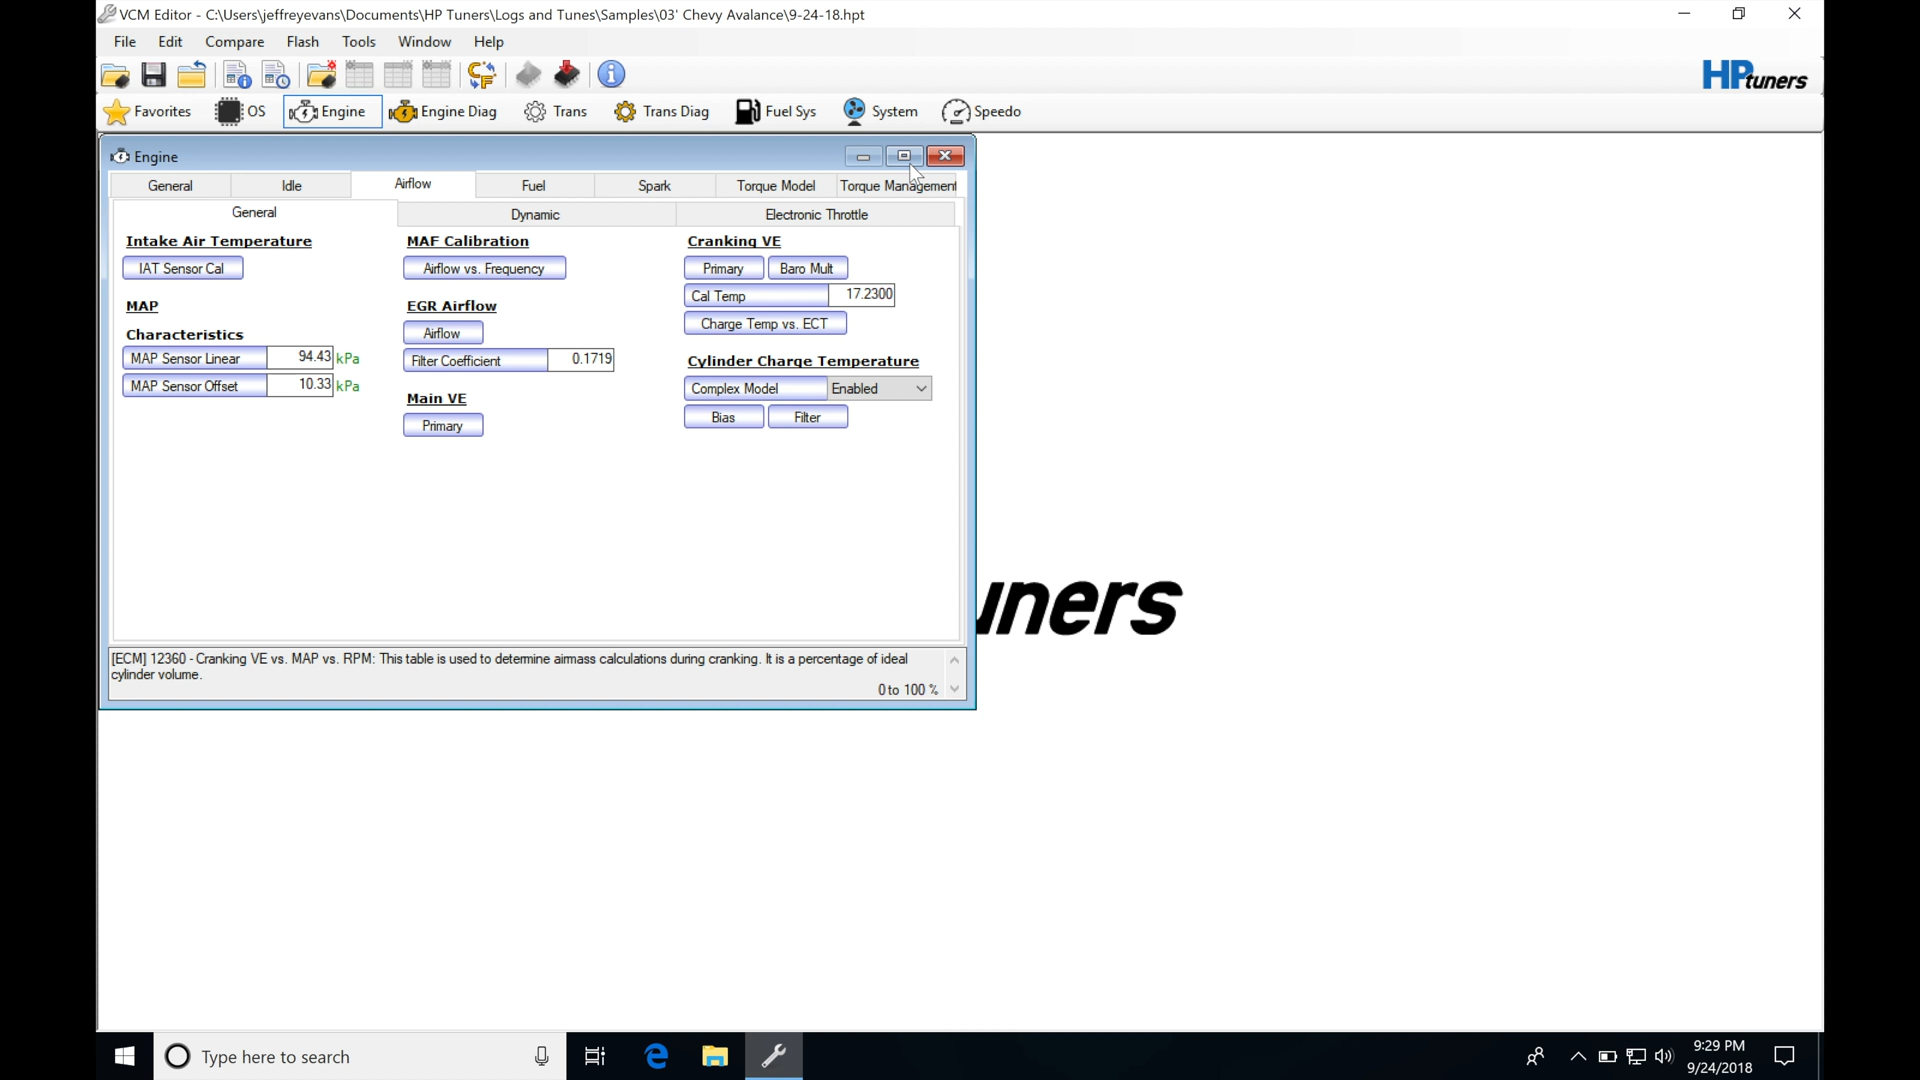 VCM Editor - C:\Users\jeffreyevans\Documents\HP Tuners\Logs and Tunes\Samples\03' Chevy Avalance\9-24-18.hpt
File Edit Compare Flash Tools Window Help
HPtuners
Favorites OS Engine Engine Diag Trans Trans Diag Fuel Sys System Speedo
Engine
General Idle Airflow Fuel Spark Torque Model Torque Management
General Dynamic Electronic Throttle
Intake Air Temperature
IAT Sensor Cal
MAP
Characteristics
MAP Sensor Linear 94.43 kPa
MAP Sensor Offset 10.33 kPa
MAF Calibration
Airflow vs. Frequency
EGR Airflow
Airflow
Filter Coefficient 0.1719
Main VE
Primary
Cranking VE
Primary Baro Mult
Cal Temp 17.2300
Charge Temp vs. ECT
Cylinder Charge Temperature
Complex Model Enabled
Bias Filter
uners
[ECM] 12360 - Cranking VE vs. MAP vs. RPM: This table is used to determine airmass calculations during cranking. It is a percentage of ideal
cylinder volume.
0 to 100 %
Type here to search
9:29 PM
9/24/2018